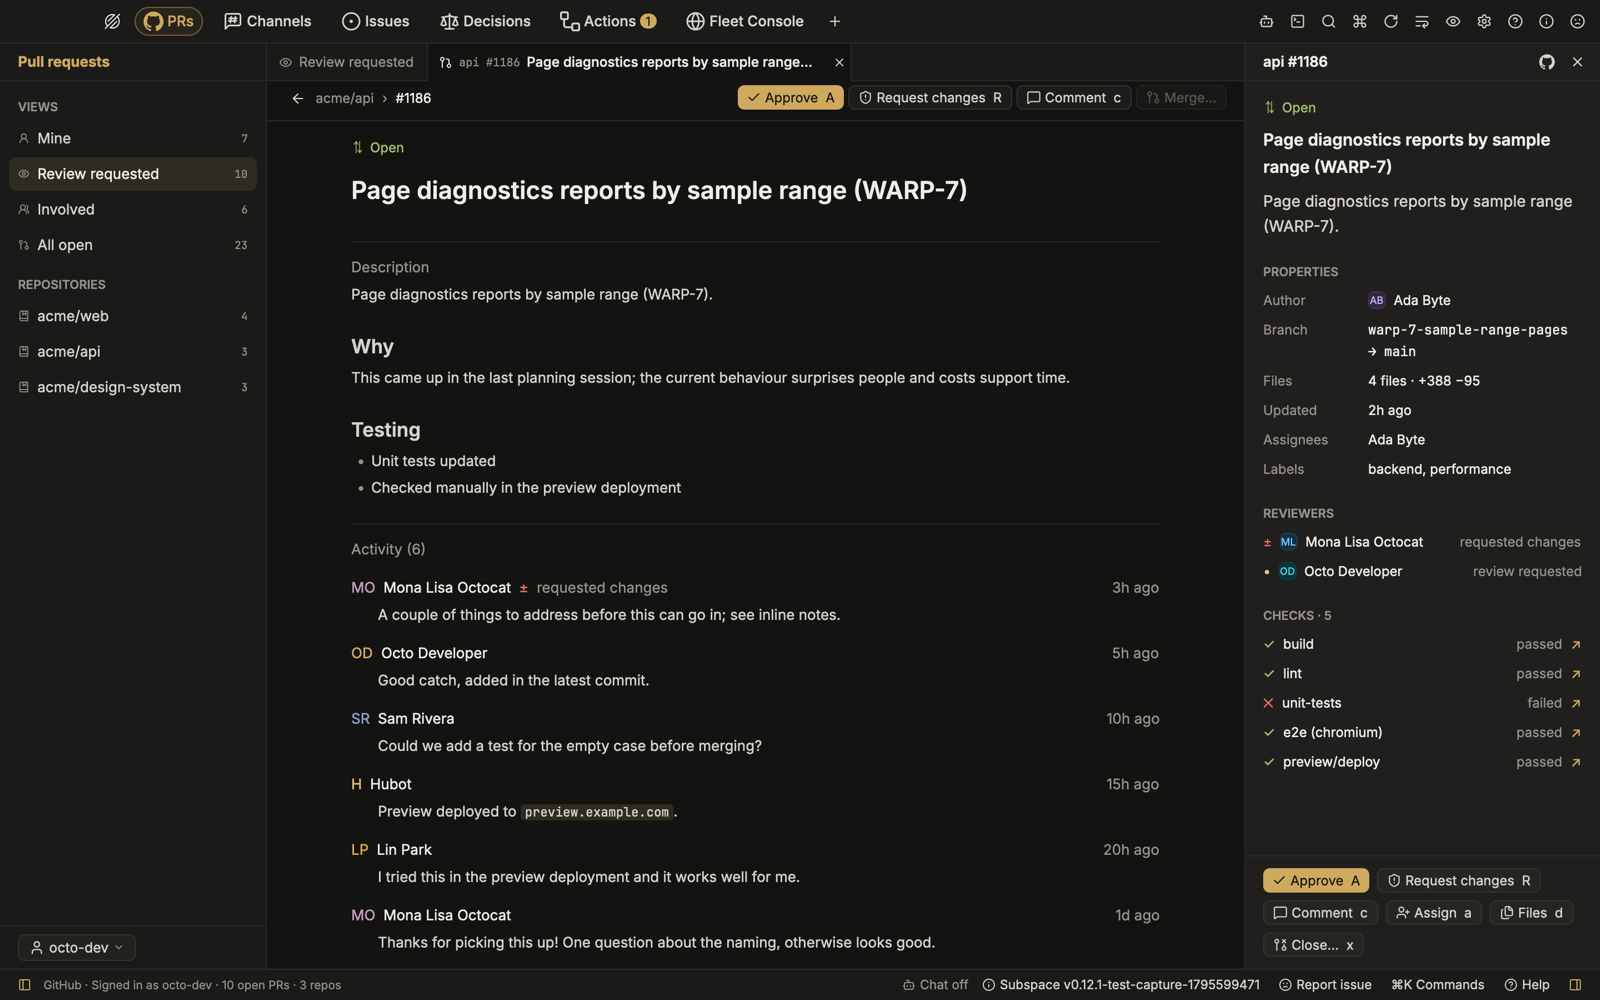 PRs
Channels
Issues
Decisions
Actions 1
Fleet Console
Pull requests
VIEWS
Mine 7
Review requested 10
Involved 6
All open 23
REPOSITORIES
acme/web 4
acme/api 3
acme/design-system 3
octo-dev
Review requested
api #1186 Page diagnostics reports by sample range...
acme/api › #1186
Approve A
Request changes R
Comment c
Merge...
Open
Page diagnostics reports by sample range (WARP-7)
Description
Page diagnostics reports by sample range (WARP-7).
Why
This came up in the last planning session; the current behaviour surprises people and costs support time.
Testing
• Unit tests updated
• Checked manually in the preview deployment
Activity (6)
MO Mona Lisa Octocat ± requested changes 3h ago
A couple of things to address before this can go in; see inline notes.
OD Octo Developer 5h ago
Good catch, added in the latest commit.
SR Sam Rivera 10h ago
Could we add a test for the empty case before merging?
H Hubot 15h ago
Preview deployed to preview.example.com.
LP Lin Park 20h ago
I tried this in the preview deployment and it works well for me.
MO Mona Lisa Octocat 1d ago
Thanks for picking this up! One question about the naming, otherwise looks good.
api #1186
Open
Page diagnostics reports by sample
range (WARP-7)
Page diagnostics reports by sample range
(WARP-7).
PROPERTIES
Author AB Ada Byte
Branch warp-7-sample-range-pages
→ main
Files 4 files · +388 −95
Updated 2h ago
Assignees Ada Byte
Labels backend, performance
REVIEWERS
± ML Mona Lisa Octocat requested changes
• OD Octo Developer review requested
CHECKS · 5
build passed
lint passed
unit-tests failed
e2e (chromium) passed
preview/deploy passed
Approve A
Request changes R
Comment c
Assign a
Files d
Close... x
GitHub · Signed in as octo-dev · 10 open PRs · 3 repos
Chat off
Subspace v0.12.1-test-capture-1795599471
Report issue
⌘K Commands
Help